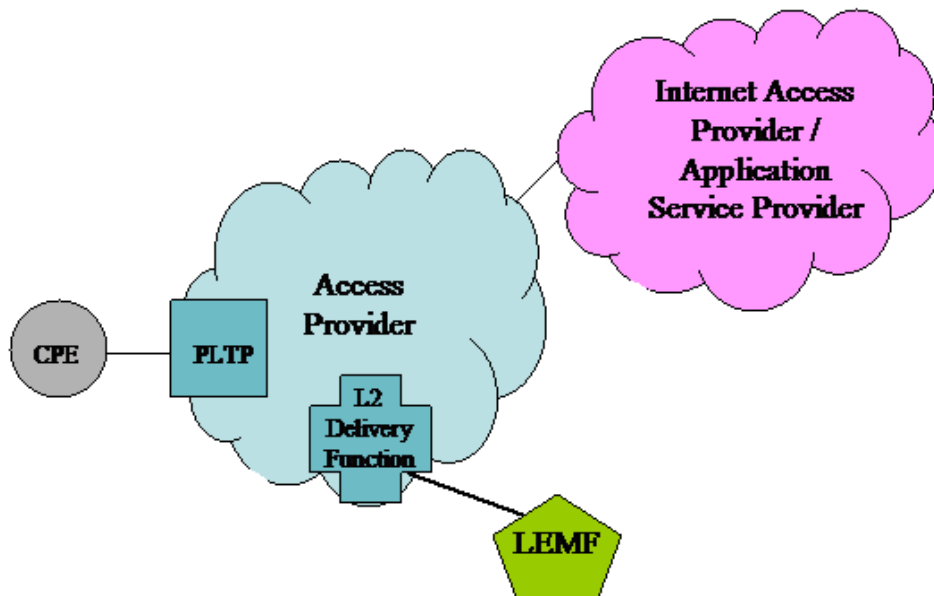 Internet Access
Provider /
Application
Service Provider
Access
Provider
CPE
PLTP
L2
Delivery
Function
LEMF